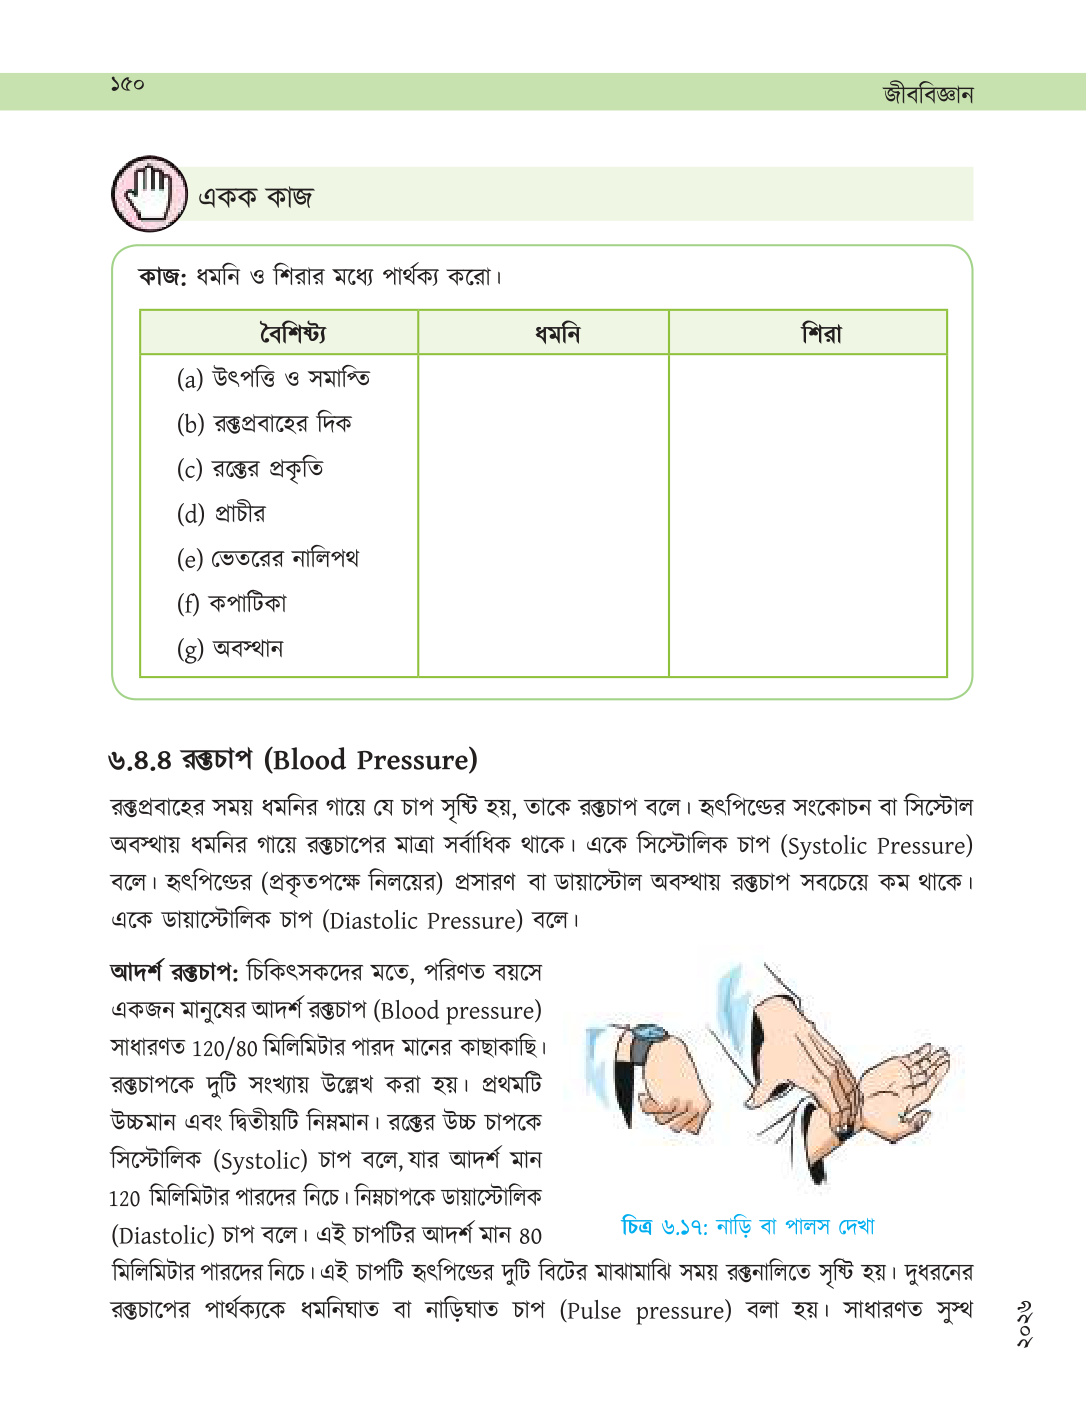 ১৫০
জীববিজ্ঞান
একক কাজ
কাজ: ধমনি ও শিরার মধ্যে পার্থক্য করো।
বৈশিষ্ট্য ধমনি শিরা
(a) উৎপত্তি ও সমাপ্তি
(b) রক্তপ্রবাহের দিক
(c) রক্তের প্রকৃতি
(d) প্রাচীর
(e) ভেতরের নালিপথ
(f) কপাটিকা
(g) অবস্থান
৬.৪.৪ রক্তচাপ (Blood Pressure)
রক্তপ্রবাহের সময় ধমনির গায়ে যে চাপ সৃষ্টি হয়, তাকে রক্তচাপ বলে। হৃৎপিণ্ডের সংকোচন বা সিস্টোল
অবস্থায় ধমনির গায়ে রক্তচাপের মাত্রা সর্বাধিক থাকে। একে সিস্টোলিক চাপ (Systolic Pressure)
বলে। হৃৎপিণ্ডের (প্রকৃতপক্ষে নিলয়ের) প্রসারণ বা ডায়াস্টোল অবস্থায় রক্তচাপ সবচেয়ে কম থাকে।
একে ডায়াস্টোলিক চাপ (Diastolic Pressure) বলে।
আদর্শ রক্তচাপ: চিকিৎসকদের মতে, পরিণত বয়সে
একজন মানুষের আদর্শ রক্তচাপ (Blood pressure)
সাধারণত 120/80 মিলিমিটার পারদ মানের কাছাকাছি।
রক্তচাপকে দুটি সংখ্যায় উল্লেখ করা হয়। প্রথমটি
উচ্চমান এবং দ্বিতীয়টি নিম্নমান। রক্তের উচ্চ চাপকে
সিস্টোলিক (Systolic) চাপ বলে, যার আদর্শ মান
120 মিলিমিটার পারদের নিচে। নিম্নচাপকে ডায়াস্টোলিক
(Diastolic) চাপ বলে। এই চাপটির আদর্শ মান 80
মিলিমিটার পারদের নিচে। এই চাপটি হৃৎপিণ্ডের দুটি বিটের মাঝামাঝি সময় রক্তনালিতে সৃষ্টি হয়। দুধরনের
রক্তচাপের পার্থক্যকে ধমনিঘাত বা নাড়িঘাত চাপ (Pulse pressure) বলা হয়। সাধারণত সুস্থ
চিত্র ৬.১৭: নাড়ি বা পালস দেখা
২০২৬